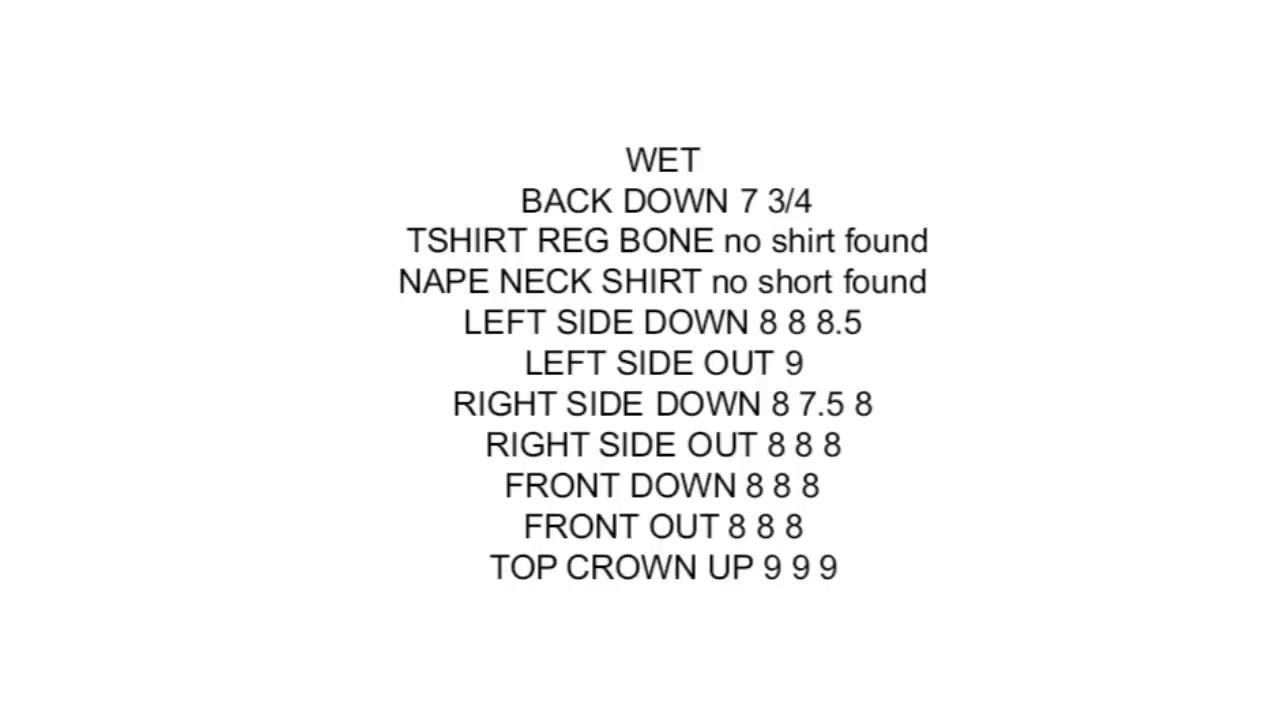 WET
BACK DOWN 7 3/4
TSHIRT REG BONE no shirt found
NAPE NECK SHIRT no short found
LEFT SIDE DOWN 8 8 8.5
LEFT SIDE OUT 9
RIGHT SIDE DOWN 8 7.5 8
RIGHT SIDE OUT 8 8 8
FRONT DOWN 8 8 8
FRONT OUT 8 8 8
TOP CROWN UP 9 9 9